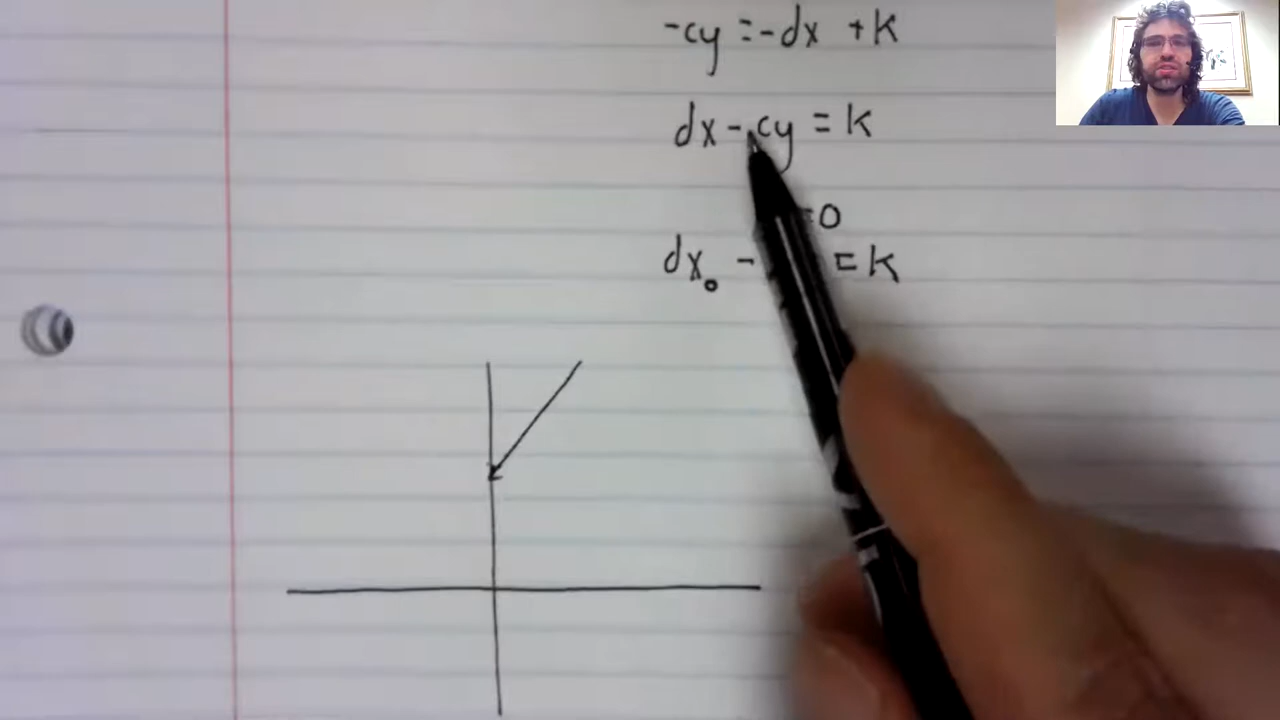 -cy = -dx + K
dx - cy = K
=0
dx₀ - = K